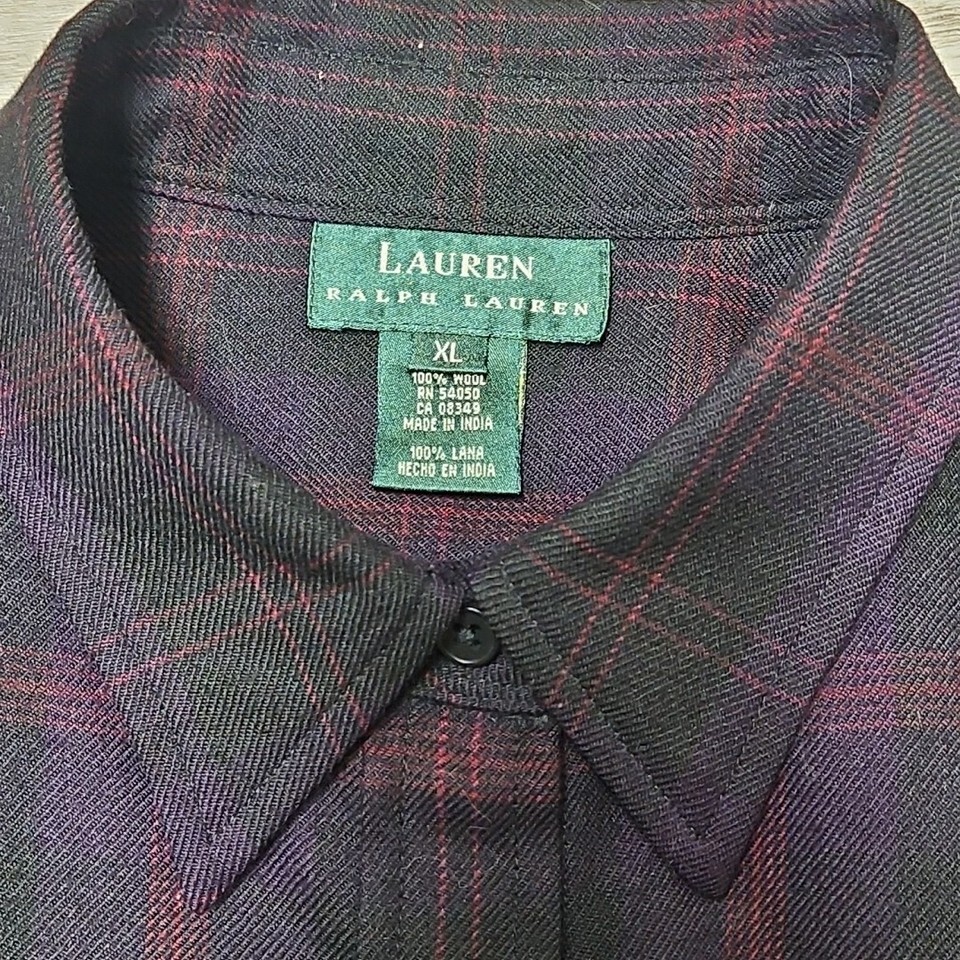 LAUREN
RALPH LAUREN
XL
100% WOOL
RN 54050
CA 08349
MADE IN INDIA
100% LANA
HECHO EN INDIA